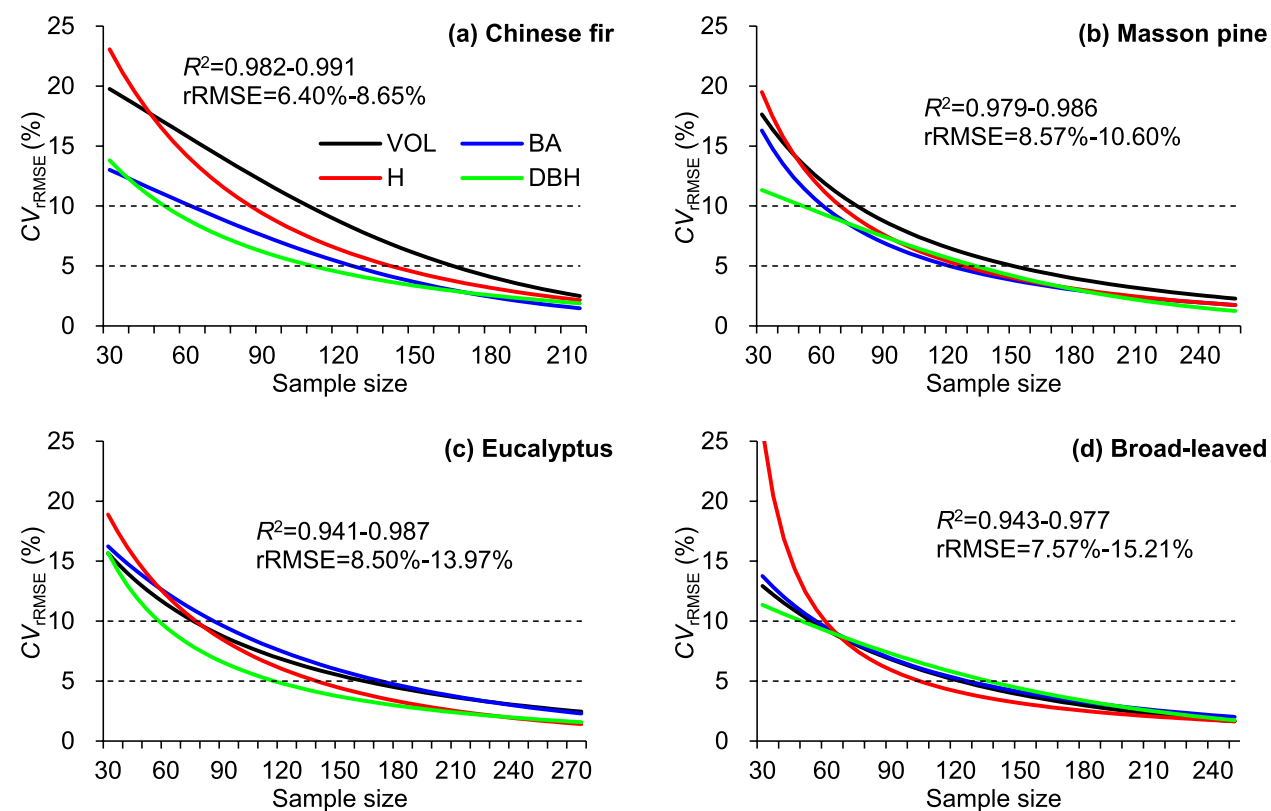 (a) Chinese fir
R²=0.982-0.991
rRMSE=6.40%-8.65%
VOL BA
H DBH
CVrRMSE (%)
25
20
15
10
5
0
30 60 90 120 150 180 210
Sample size
(b) Masson pine
R²=0.979-0.986
rRMSE=8.57%-10.60%
CVrRMSE (%)
25
20
15
10
5
0
30 60 90 120 150 180 210 240
Sample size
(c) Eucalyptus
R²=0.941-0.987
rRMSE=8.50%-13.97%
CVrRMSE (%)
25
20
15
10
5
0
30 60 90 120 150 180 210 240 270
Sample size
(d) Broad-leaved
R²=0.943-0.977
rRMSE=7.57%-15.21%
CVrRMSE (%)
25
20
15
10
5
0
30 60 90 120 150 180 210 240
Sample size